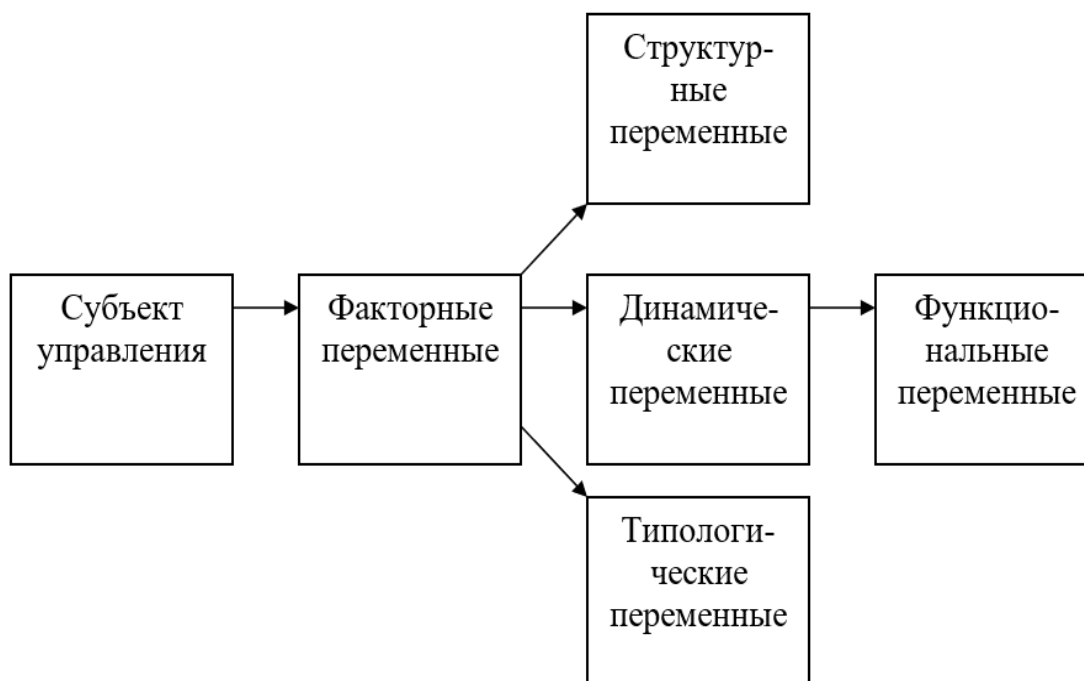 Структур-
ные
переменные
Субъект
управления
Факторные
переменные
Динамиче-
ские
переменные
Функцио-
нальные
переменные
Типологи-
ческие
переменные